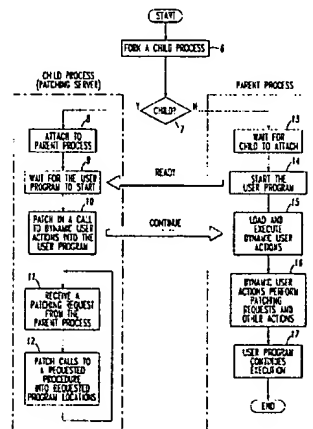 START
FORK A CHILD PROCESS
6
CHILD PROCESS
(PATCHING SERVER)
PARENT PROCESS
Y
CHILD?
N
7
8
ATTACH TO
PARENT PROCESS
13
WAIT FOR
CHILD TO ATTACH
9
WAIT FOR THE USER
PROGRAM TO START
READY
14
START THE
USER PROGRAM
10
PATCH IN A CALL
TO DYNAMIC USER
ACTIONS INTO THE
USER PROGRAM
CONTINUE
15
LOAD AND
EXECUTE
DYNAMIC USER
ACTIONS
16
DYNAMIC USER
ACTIONS PERFORM
PATCHING
REQUESTS AND
OTHER ACTIONS
11
RECEIVE A
PATCHING REQUEST
FROM THE
PARENT PROCESS
12
PATCH CALLS TO
A REQUESTED
PROCEDURE
INTO REQUESTED
PROGRAM LOCATIONS
17
USER PROGRAM
CONTINUES
EXECUTION
END